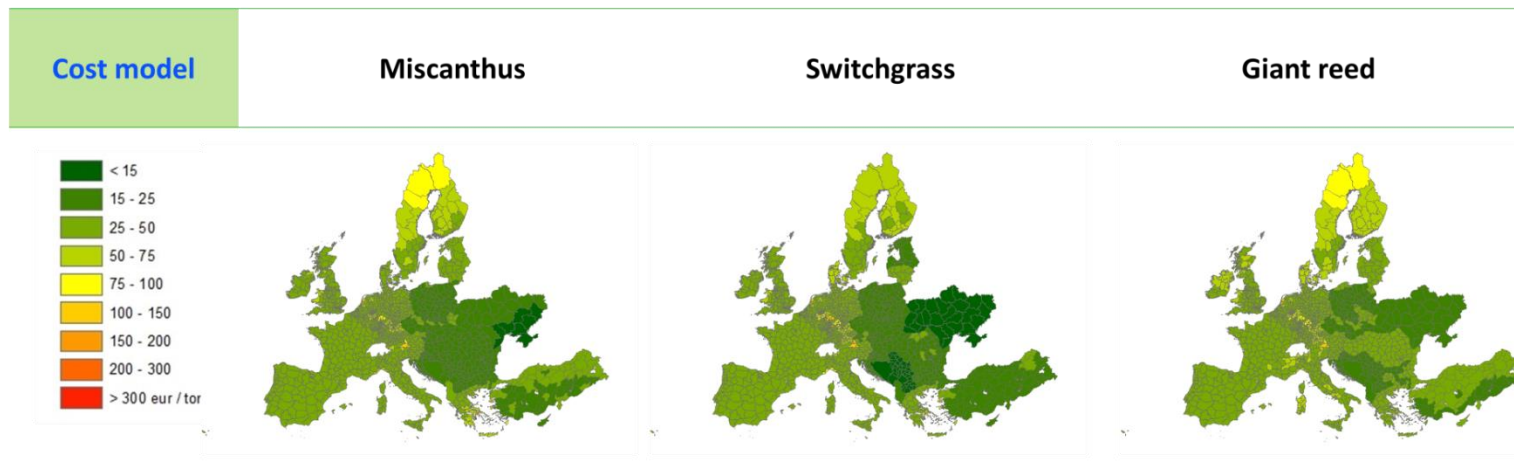 Cost model Miscanthus Switchgrass Giant reed
< 15
15 - 25
25 - 50
50 - 75
75 - 100
100 - 150
150 - 200
200 - 300
> 300 eur / tor